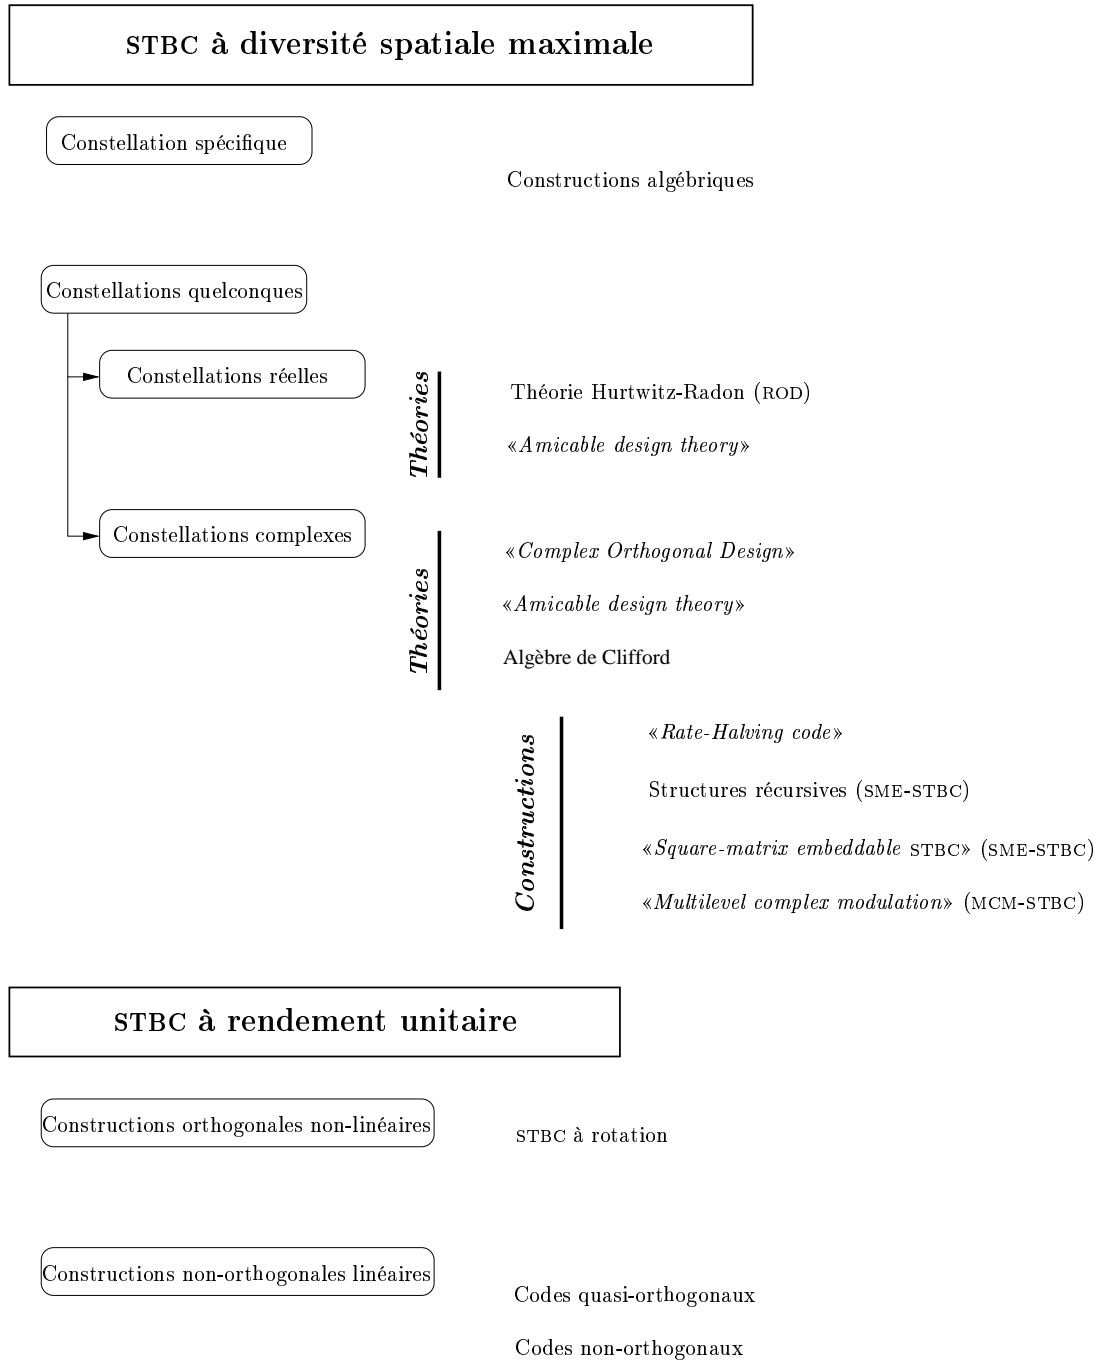 STBC à diversité spatiale maximale
Constellation spécifique
Constructions algébriques
Constellations quelconques
Constellations réelles
Théories
Théorie Hurtwitz-Radon (ROD)
«Amicable design theory»
Constellations complexes
Théories
«Complex Orthogonal Design»
«Amicable design theory»
Algèbre de Clifford
Constructions
«Rate-Halving code»
Structures récursives (SME-STBC)
«Square-matrix embeddable STBC» (SME-STBC)
«Multilevel complex modulation» (MCM-STBC)
STBC à rendement unitaire
Constructions orthogonales non-linéaires
STBC à rotation
Constructions non-orthogonales linéaires
Codes quasi-orthogonaux
Codes non-orthogonaux